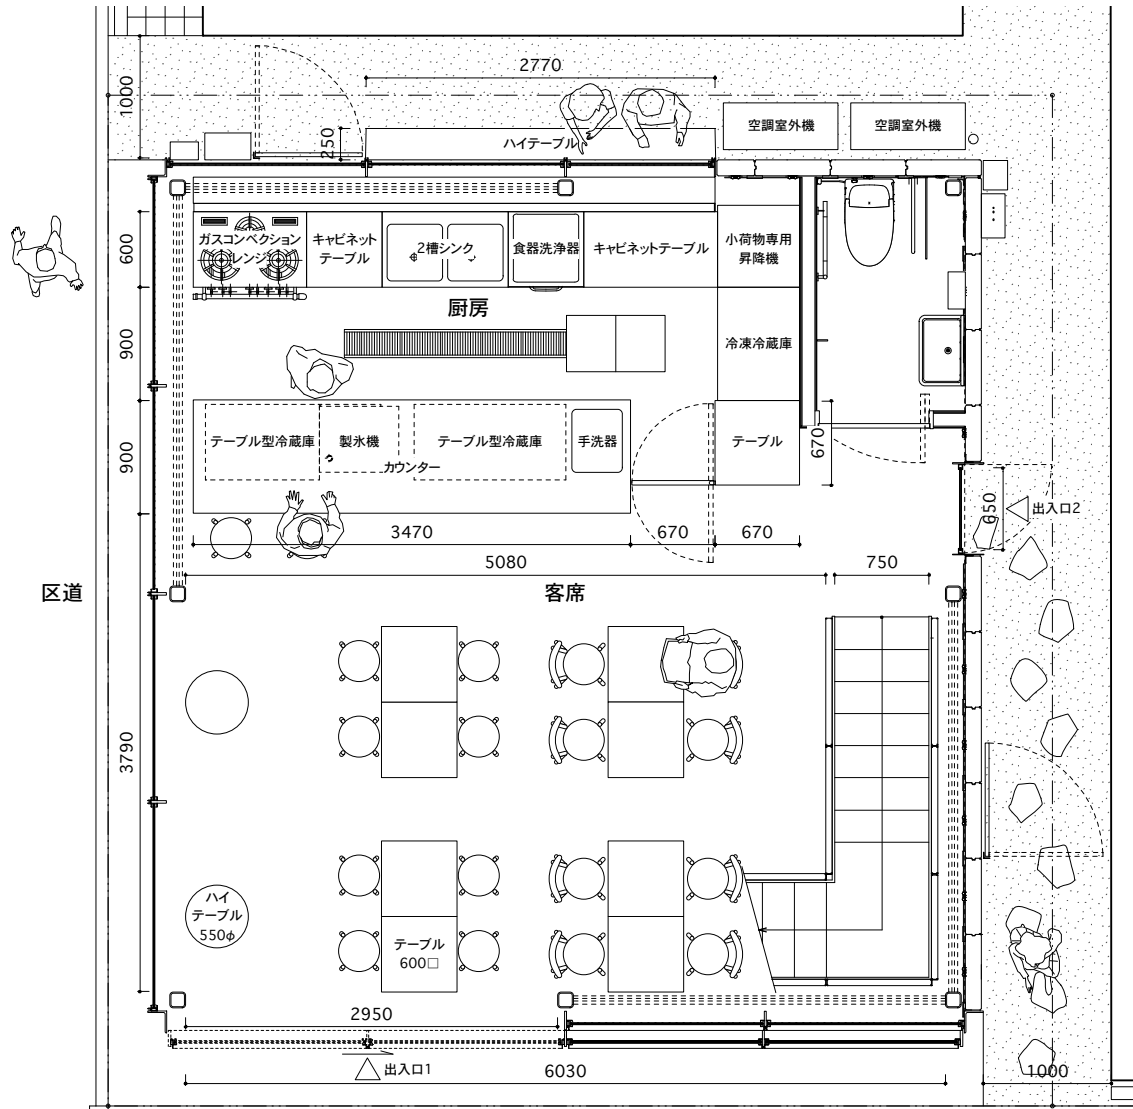 2770
1000
250
ハイテーブル
空調室外機
空調室外機
600
ガスコンベクション
レンジ
キャビネット
テーブル
2槽シンク
食器洗浄器
キャビネットテーブル
小荷物専用
昇降機
厨房
900
冷凍冷蔵庫
900
テーブル型冷蔵庫
製氷機
テーブル型冷蔵庫
手洗器
カウンター
テーブル
670
650
出入口2
3470
670
670
5080
750
区道
客席
3790
ハイ
テーブル
550φ
テーブル
600□
2950
出入口1
6030
1000